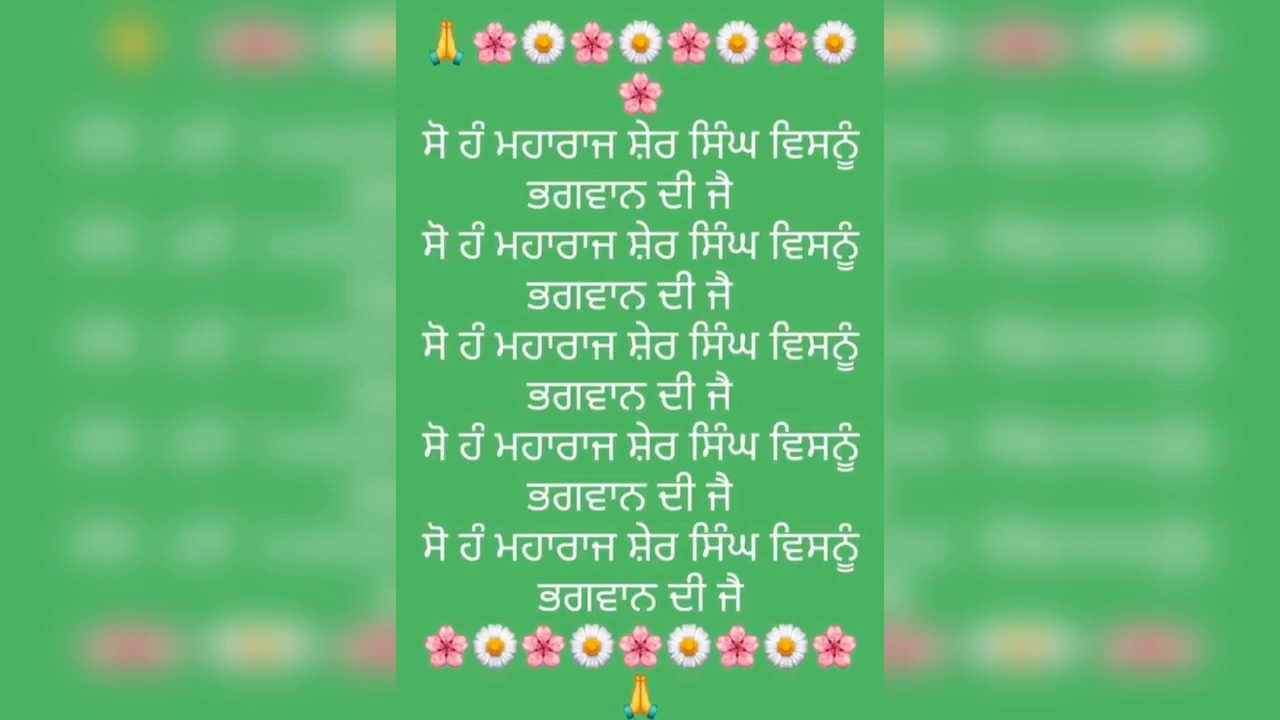 🙏🌸🌼🌸🌼🌸🌼🌸🌼
🌸
ਸੋ ਹੰ ਮਹਾਰਾਜ ਸ਼ੇਰ ਸਿੰਘ ਵਿਸਨੂੰ
ਭਗਵਾਨ ਦੀ ਜੈ
ਸੋ ਹੰ ਮਹਾਰਾਜ ਸ਼ੇਰ ਸਿੰਘ ਵਿਸਨੂੰ
ਭਗਵਾਨ ਦੀ ਜੈ
ਸੋ ਹੰ ਮਹਾਰਾਜ ਸ਼ੇਰ ਸਿੰਘ ਵਿਸਨੂੰ
ਭਗਵਾਨ ਦੀ ਜੈ
ਸੋ ਹੰ ਮਹਾਰਾਜ ਸ਼ੇਰ ਸਿੰਘ ਵਿਸਨੂੰ
ਭਗਵਾਨ ਦੀ ਜੈ
ਸੋ ਹੰ ਮਹਾਰਾਜ ਸ਼ੇਰ ਸਿੰਘ ਵਿਸਨੂੰ
ਭਗਵਾਨ ਦੀ ਜੈ
🌸🌼🌸🌼🌸🌼🌸🌼🌸
🙏